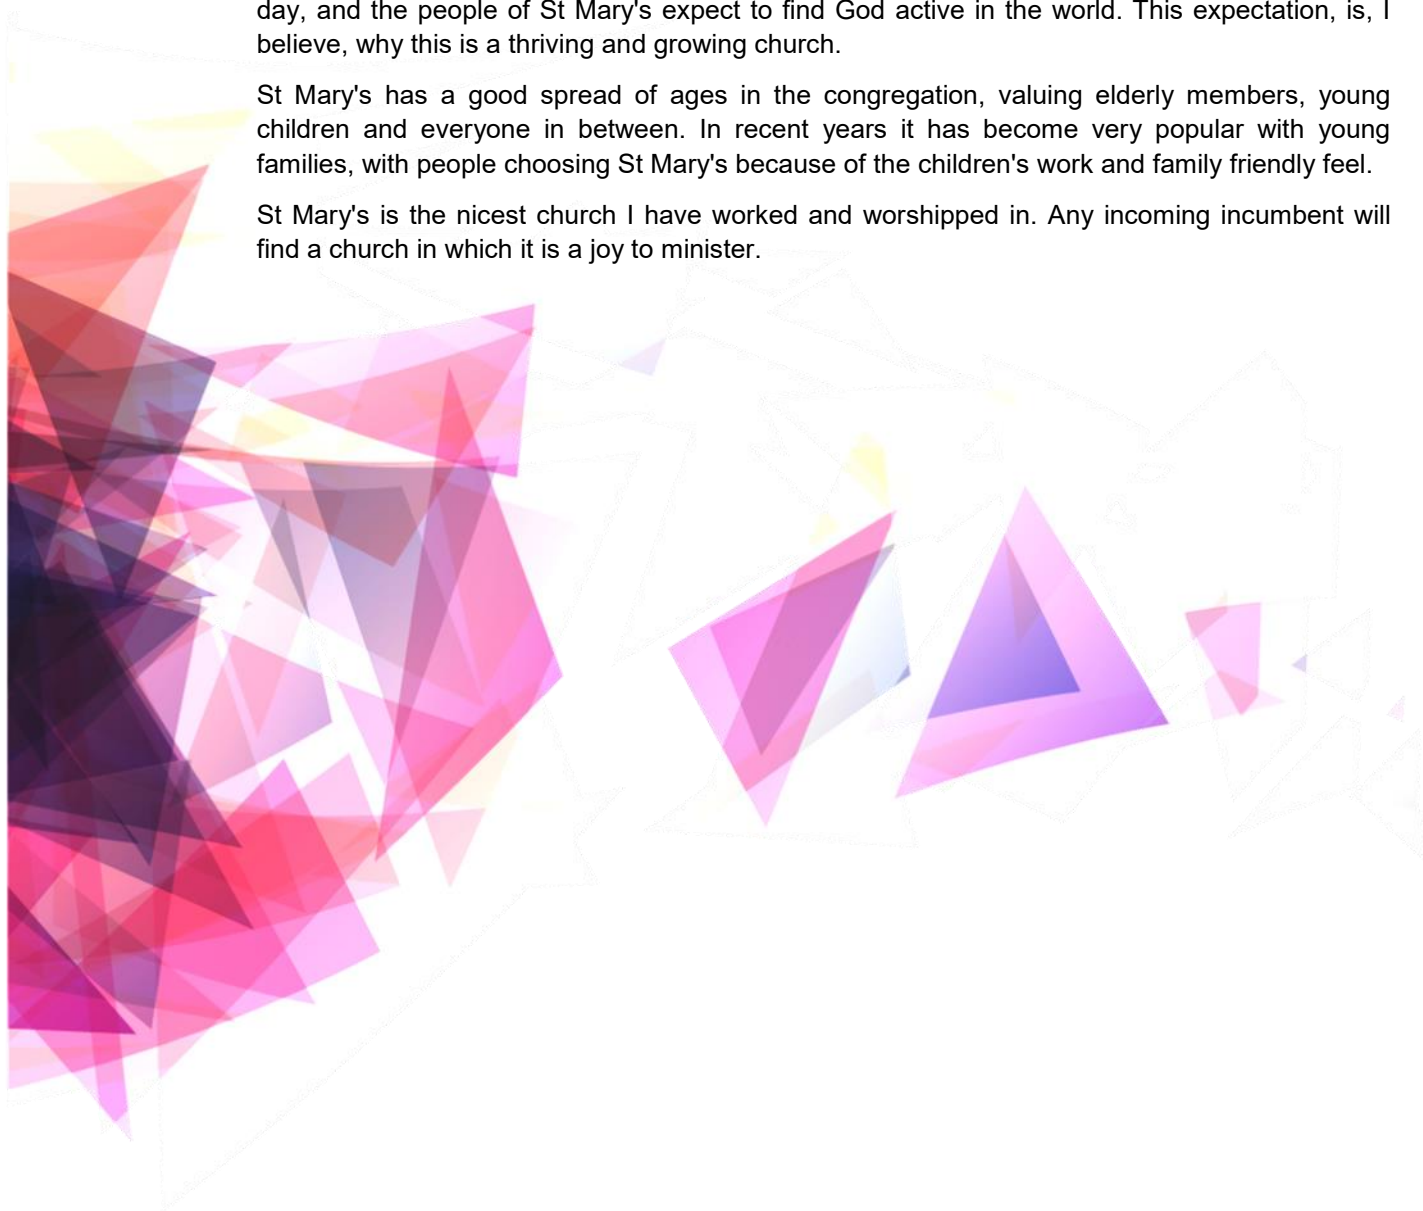 day, and the people of St Mary's expect to find God active in the world. This expectation, is, I
believe, why this is a thriving and growing church.
St Mary's has a good spread of ages in the congregation, valuing elderly members, young
children and everyone in between. In recent years it has become very popular with young
families, with people choosing St Mary's because of the children's work and family friendly feel.
St Mary's is the nicest church I have worked and worshipped in. Any incoming incumbent will
find a church in which it is a joy to minister.